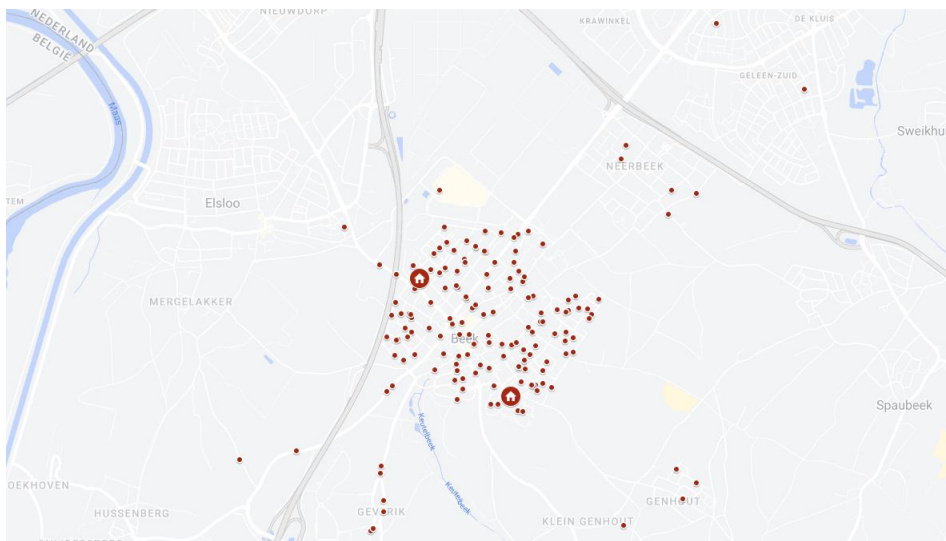 NIEUWDORP
KRAWINKEL
DE KLUIS
NEDERLAND
BELGIË
GELEEN-ZUID
Maas
Sweikhu
NEERBEEK
TEM
Elsloo
MERGELAKKER
Beek
Spaubeek
Keutelbeek
Keutelbeek
OEKHOVEN
HUSSENBERG
GEVERIK
GENHOUT
KLEIN GENHOUT